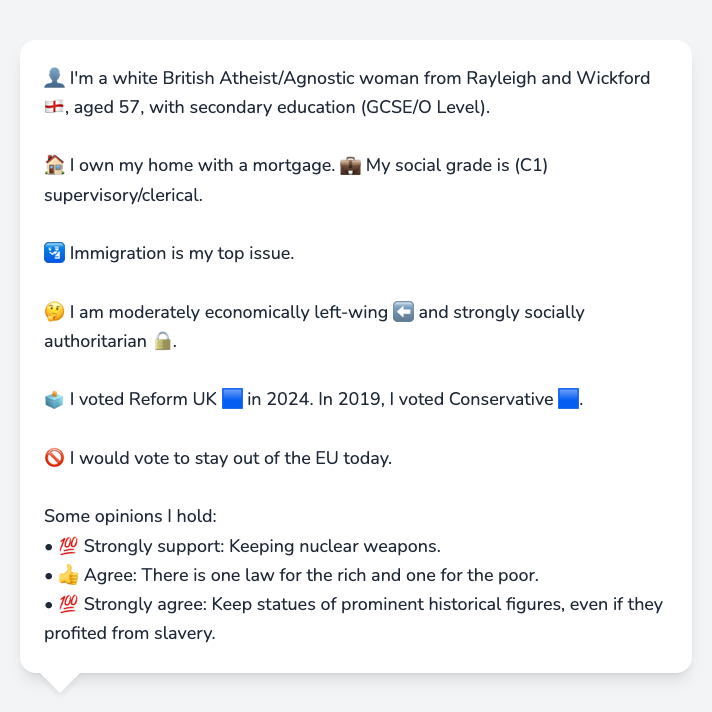 👤 I'm a white British Atheist/Agnostic woman from Rayleigh and Wickford
🏴󠁧󠁢󠁥󠁮󠁧󠁿, aged 57, with secondary education (GCSE/O Level).
🏠 I own my home with a mortgage. 💼 My social grade is (C1)
supervisory/clerical.
🛂 Immigration is my top issue.
🤔 I am moderately economically left-wing ⬅️ and strongly socially
authoritarian 🔒.
🗳️ I voted Reform UK 🟦 in 2024. In 2019, I voted Conservative 🟦.
🚫 I would vote to stay out of the EU today.
Some opinions I hold:
• 💯 Strongly support: Keeping nuclear weapons.
• 👍 Agree: There is one law for the rich and one for the poor.
• 💯 Strongly agree: Keep statues of prominent historical figures, even if they
profited from slavery.